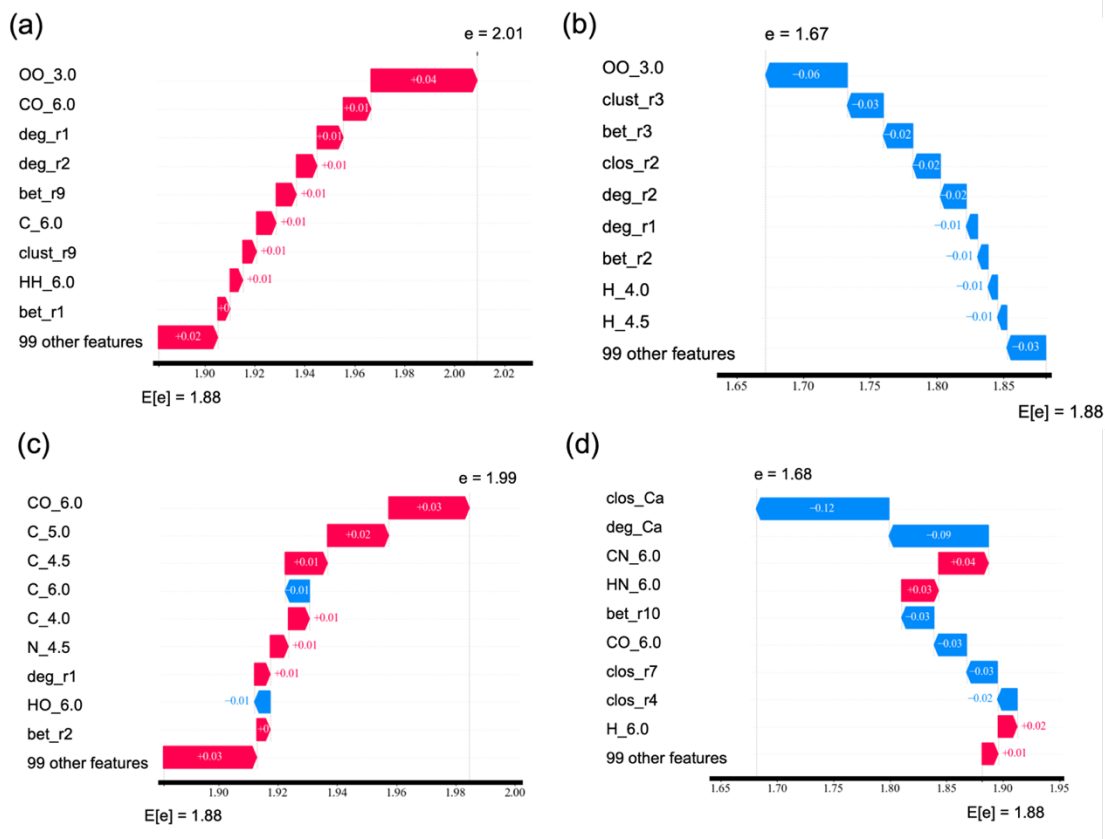 (a)
e = 2.01
OO_3.0
+0.04
CO_6.0
+0.01
deg_r1
+0.01
deg_r2
+0.01
bet_r9
+0.01
C_6.0
+0.01
clust_r9
+0.01
HH_6.0
+0.01
bet_r1
+0
99 other features
+0.02
1.90 1.92 1.94 1.96 1.98 2.00 2.02
E[e] = 1.88
(b)
e = 1.67
OO_3.0
−0.06
clust_r3
−0.03
bet_r3
−0.02
clos_r2
−0.02
deg_r2
−0.02
deg_r1
−0.01
bet_r2
−0.01
H_4.0
−0.01
H_4.5
−0.01
99 other features
−0.03
1.65 1.70 1.75 1.80 1.85
E[e] = 1.88
(c)
e = 1.99
CO_6.0
+0.03
C_5.0
+0.02
C_4.5
+0.01
C_6.0
−0.01
C_4.0
+0.01
N_4.5
+0.01
deg_r1
+0.01
HO_6.0
−0.01
bet_r2
+0
99 other features
+0.03
1.90 1.92 1.94 1.96 1.98 2.00
E[e] = 1.88
(d)
e = 1.68
clos_Ca
−0.12
deg_Ca
−0.09
CN_6.0
+0.04
HN_6.0
+0.03
bet_r10
−0.03
CO_6.0
−0.03
clos_r7
−0.03
clos_r4
−0.02
H_6.0
+0.02
99 other features
+0.01
1.65 1.70 1.75 1.80 1.85 1.90 1.95
E[e] = 1.88